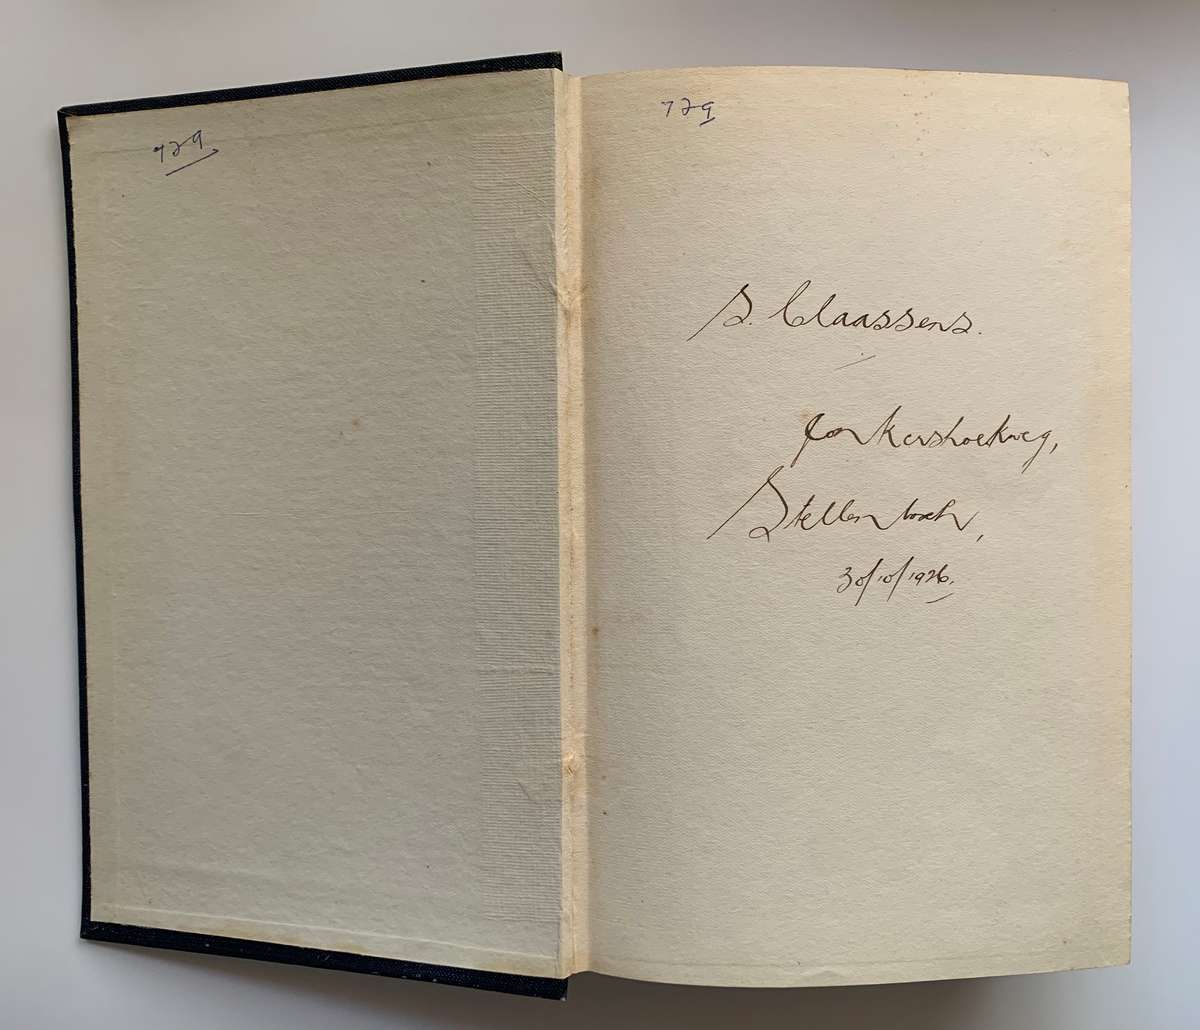 729
729
S. Claassens.
Jonkershoekweg,
Stellenbosch,
30/10/1926.